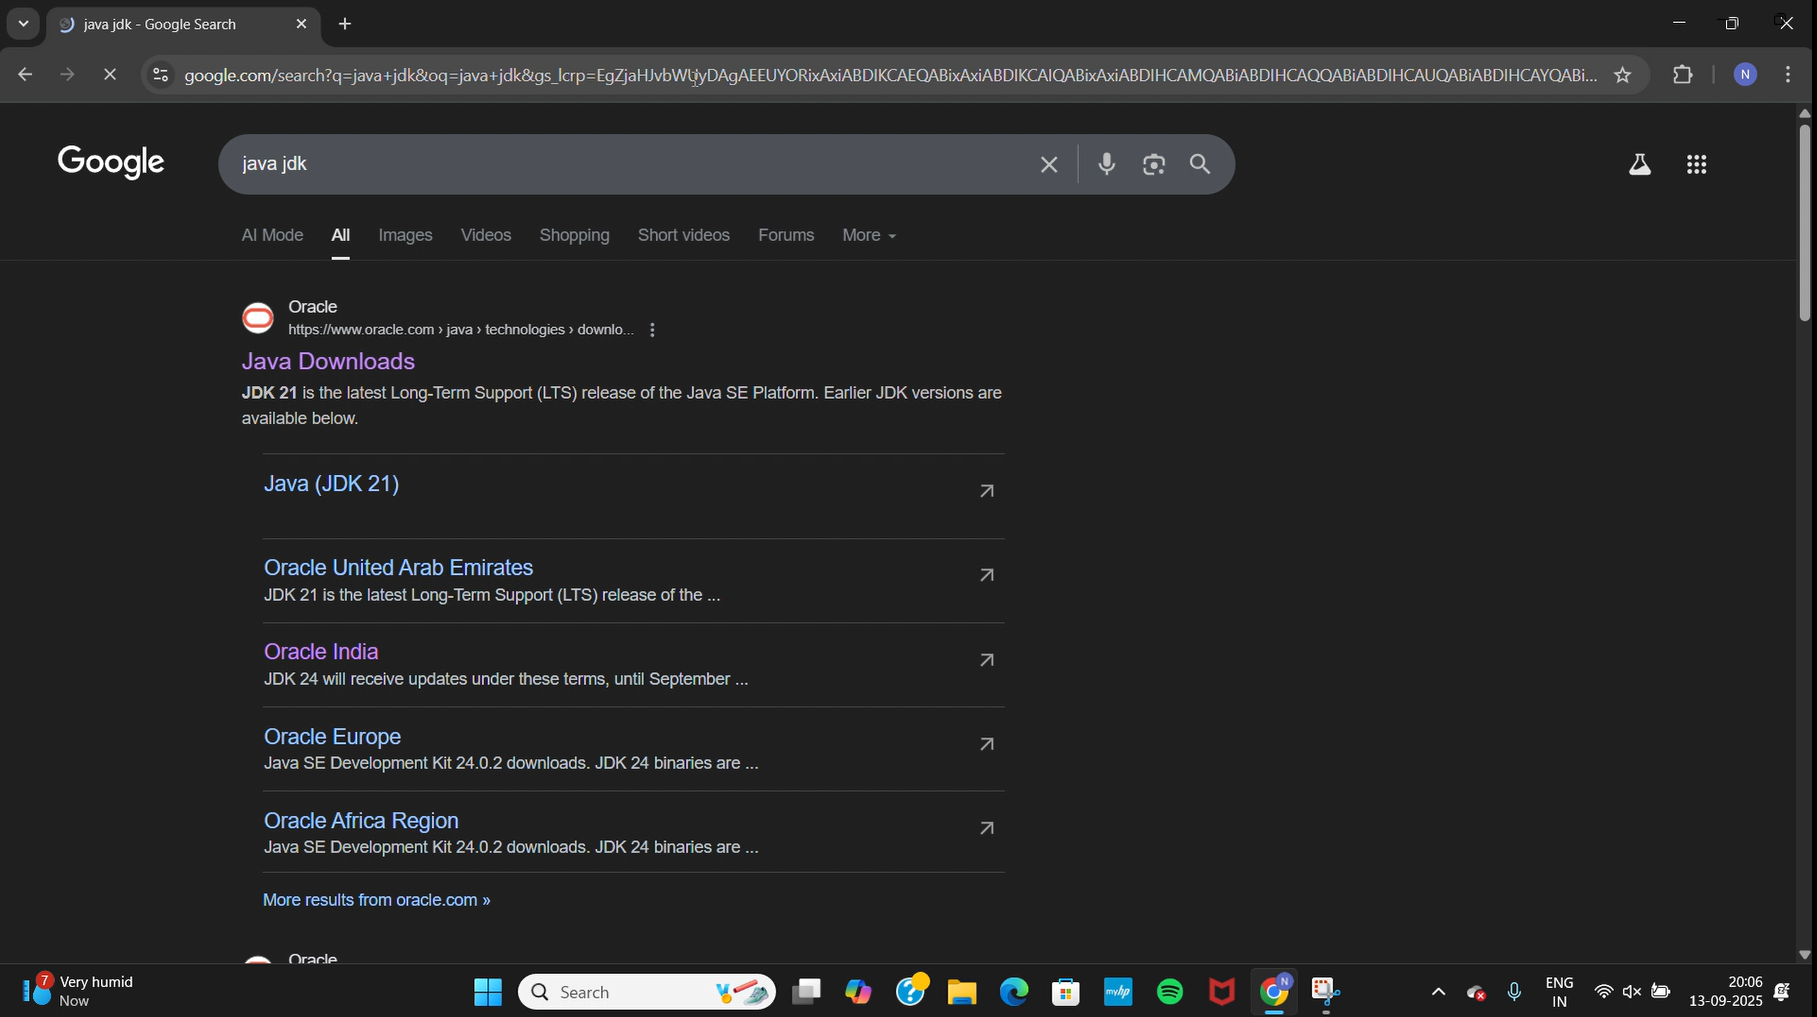 java jdk - Google Search
google.com/search?q=java+jdk&oq=java+jdk&gs_lcrp=EgZjaHJvbWUyDAgAEEUYORixAxiABDIKCAEQABixAxiABDIKCAIQABixAxiABDIHCAMQABiABDIHCAQQABiABDIHCAUQABiABDIHCAYQABi...
N
Google
java jdk
AI Mode
All
Images
Videos
Shopping
Short videos
Forums
More
Oracle
https://www.oracle.com › java › technologies › downlo...
Java Downloads
JDK 21 is the latest Long-Term Support (LTS) release of the Java SE Platform. Earlier JDK versions are
available below.
Java (JDK 21)
Oracle United Arab Emirates
JDK 21 is the latest Long-Term Support (LTS) release of the ...
Oracle India
JDK 24 will receive updates under these terms, until September ...
Oracle Europe
Java SE Development Kit 24.0.2 downloads. JDK 24 binaries are ...
Oracle Africa Region
Java SE Development Kit 24.0.2 downloads. JDK 24 binaries are ...
More results from oracle.com »
Oracle
7
Very humid
Now
Search
myhp
N
ENG
IN
20:06
13-09-2025